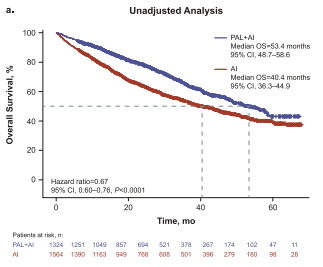 a.
Unadjusted Analysis
PAL+AI
Median OS=53.4 months
95% CI, 48.7–58.6
AI
Median OS=40.4 months
95% CI, 36.3–44.9
Overall Survival, %
100
80
60
40
20
0
Hazard ratio=0.67
95% CI, 0.60–0.76, P<0.0001
0 20 40 60
Time, mo
Patients at risk, n:
PAL+AI 1324 1251 1049 857 694 521 378 267 174 102 47 11
AI 1564 1390 1163 949 768 608 501 396 279 180 98 28